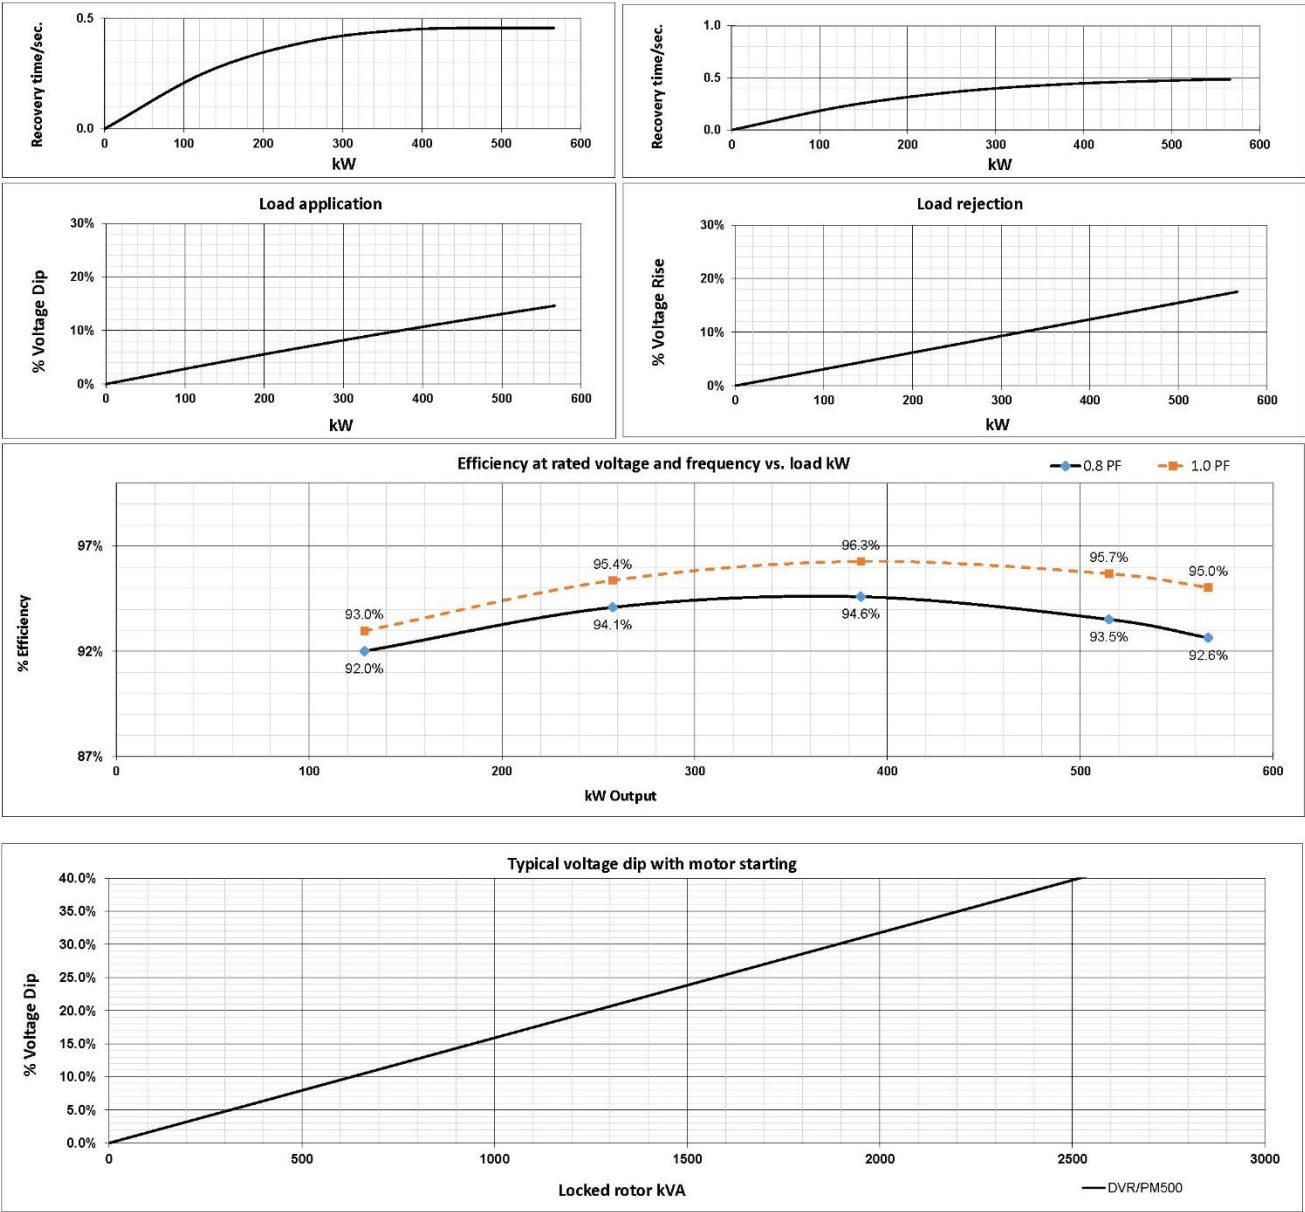 Recovery time/sec.
0.5
0.0
0 100 200 300 400 500 600
kW
Recovery time/sec.
1.0
0.5
0.0
0 100 200 300 400 500 600
kW
Load application
% Voltage Dip
30%
20%
10%
0%
0 100 200 300 400 500 600
kW
Load rejection
% Voltage Rise
30%
20%
10%
0%
0 100 200 300 400 500 600
kW
Efficiency at rated voltage and frequency vs. load kW
0.8 PF 1.0 PF
% Efficiency
97%
92%
87%
93.0% 95.4% 96.3% 95.7% 95.0%
92.0% 94.1% 94.6% 93.5% 92.6%
0 100 200 300 400 500 600
kW Output
Typical voltage dip with motor starting
% Voltage Dip
40.0%
35.0%
30.0%
25.0%
20.0%
15.0%
10.0%
5.0%
0.0%
0 500 1000 1500 2000 2500 3000
Locked rotor kVA
DVR/PM500